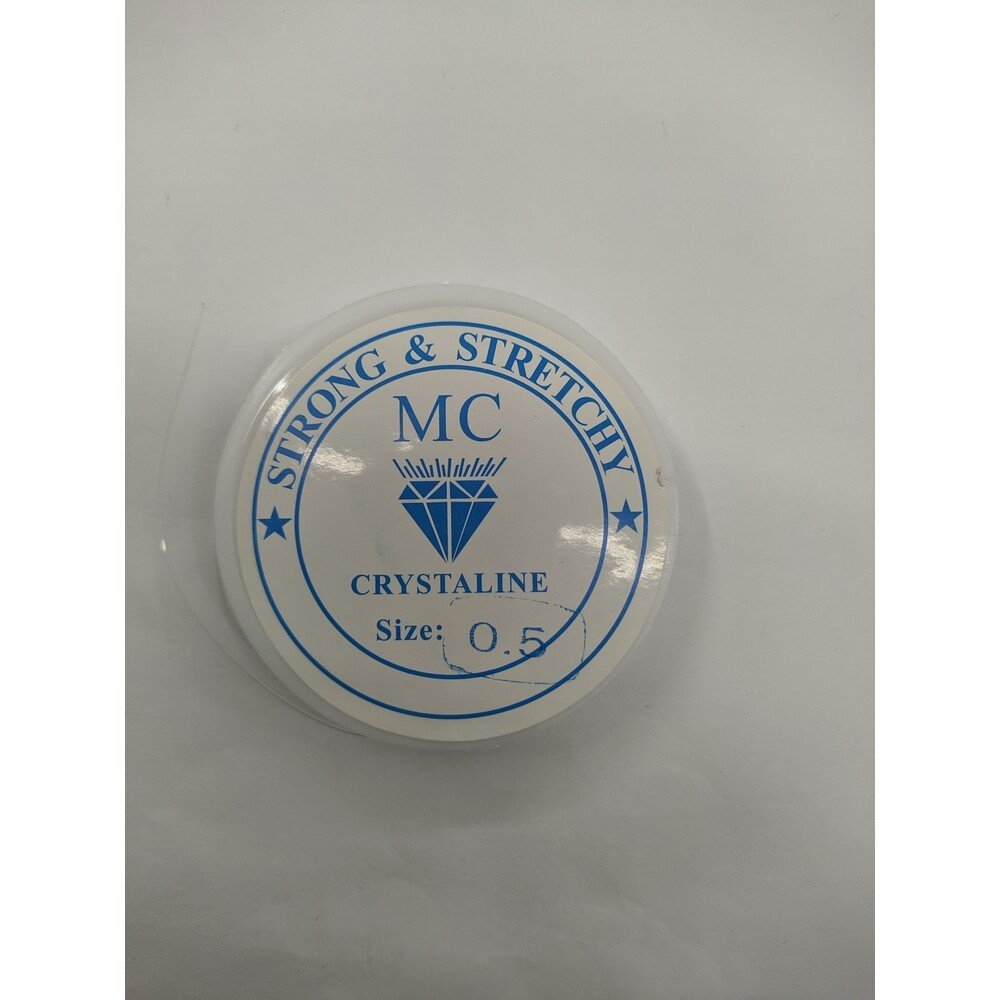 STRONG & STRETCHY
MC
CRYSTALINE
Size: 0.5